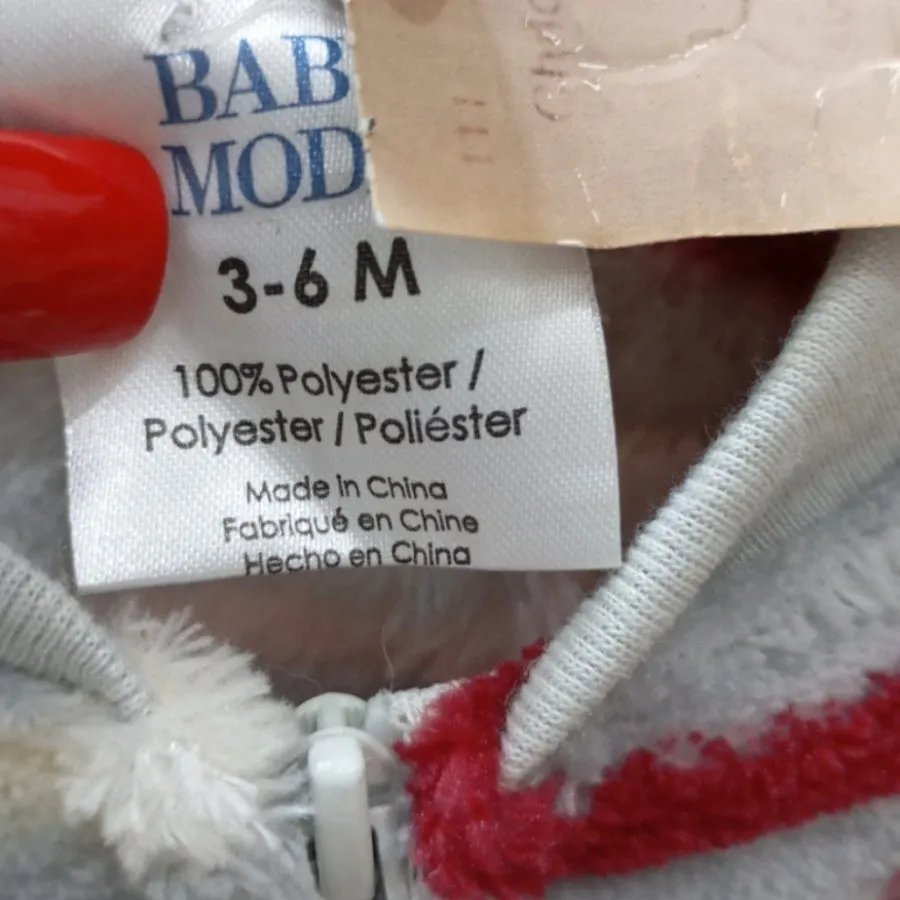 BAB
MOD
3-6 M
100% Polyester /
Polyester / Poliéster
Made in China
Fabriqué en Chine
Hecho en China